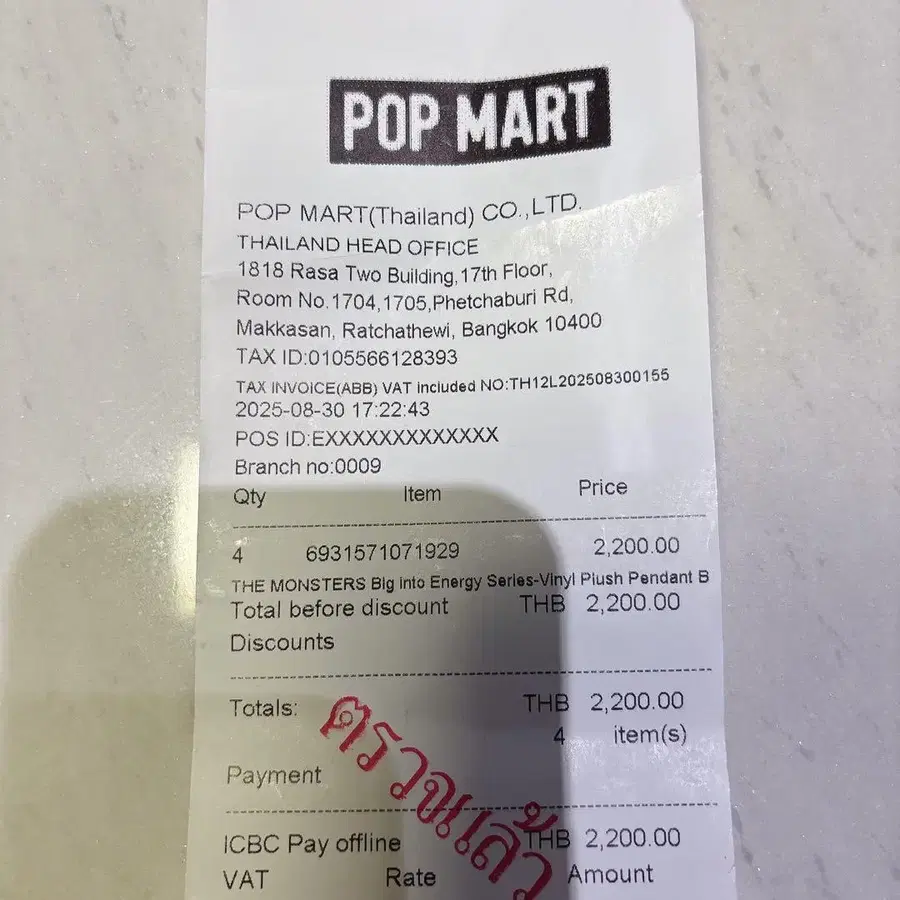 POP MART
POP MART(Thailand) CO.,LTD.
THAILAND HEAD OFFICE
1818 Rasa Two Building,17th Floor,
Room No.1704,1705,Phetchaburi Rd,
Makkasan, Ratchathewi, Bangkok 10400
TAX ID:0105566128393
TAX INVOICE(ABB) VAT included NO:TH12L202508300155
2025-08-30 17:22:43
POS ID:EXXXXXXXXXXXXX
Branch no:0009
Qty Item Price
4 6931571071929 2,200.00
THE MONSTERS Big into Energy Series-Vinyl Plush Pendant B
Total before discount THB 2,200.00
Discounts
Totals: THB 2,200.00
4 item(s)
ตรวจแล้ว
Payment
ICBC Pay offline THB 2,200.00
VAT Rate Amount